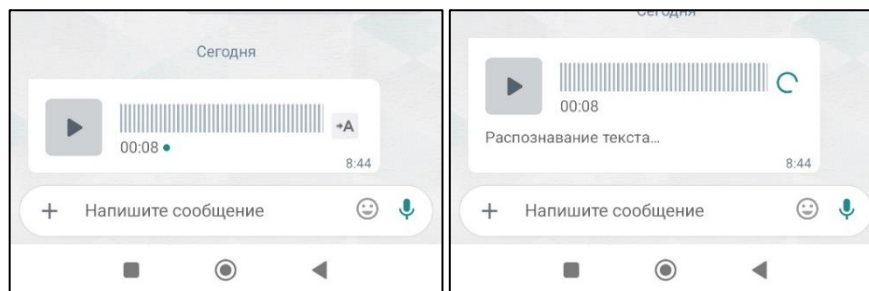 Сегодня
→A
00:08
8:44
+ Напишите сообщение
Сегодня
00:08
Распознавание текста...
8:44
+ Напишите сообщение